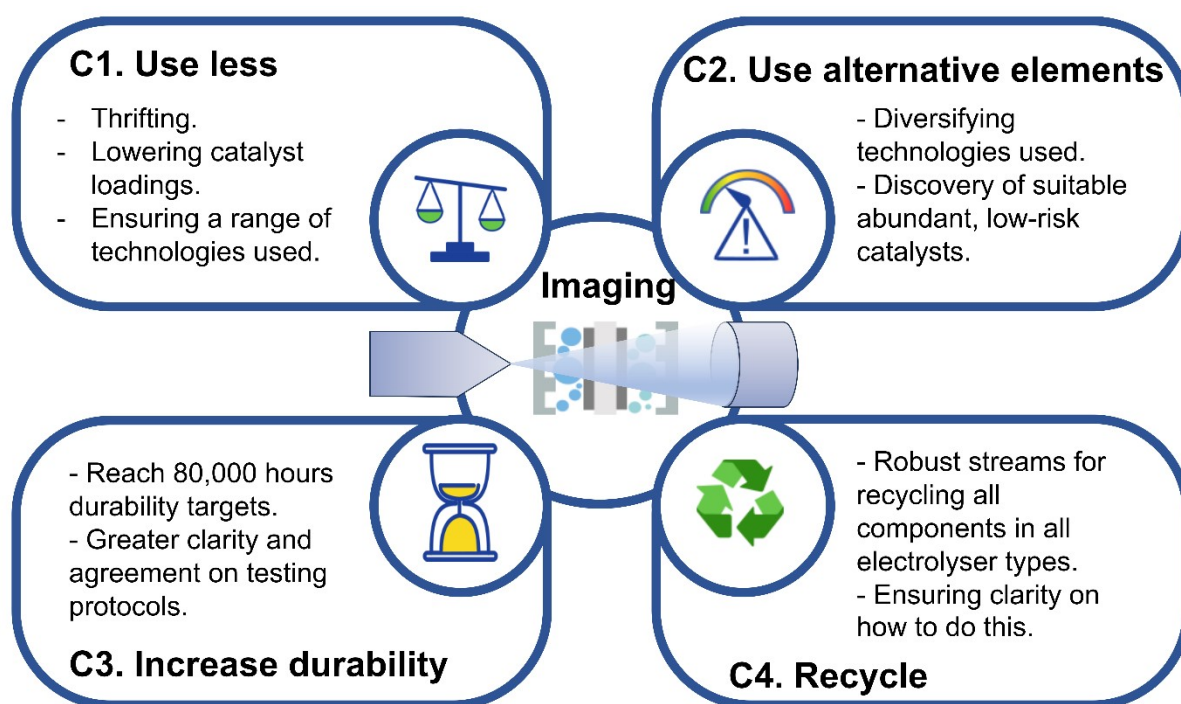 C1. Use less
- Thrifting.
- Lowering catalyst
loadings.
- Ensuring a range of
technologies used.
C2. Use alternative elements
- Diversifying
technologies used.
- Discovery of suitable
abundant, low-risk
catalysts.
!
Imaging
- Reach 80,000 hours
durability targets.
- Greater clarity and
agreement on testing
protocols.
C3. Increase durability
- Robust streams for
recycling all
components in all
electrolyser types.
- Ensuring clarity on
how to do this.
C4. Recycle